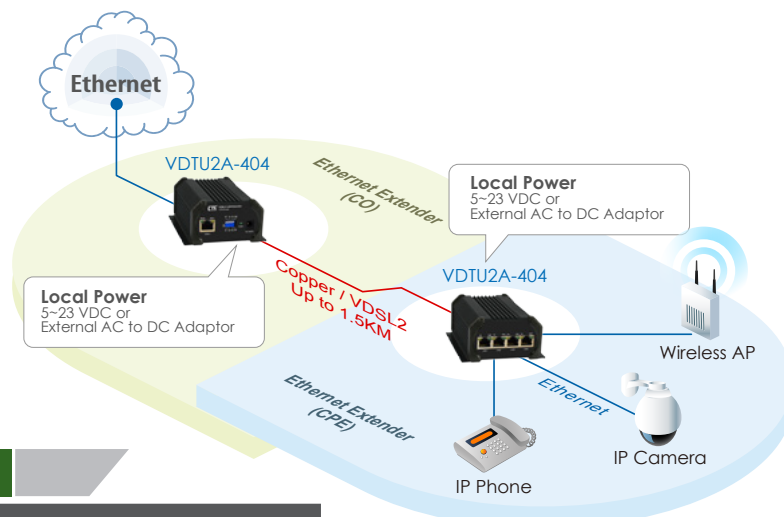 Ethernet
VDTU2A-404
Ethernet Extender
(CO)
Local Power
5~23 VDC or
External AC to DC Adaptor
VDTU2A-404
Copper / VDSL2
Up to 1.5KM
Local Power
5~23 VDC or
External AC to DC Adaptor
Wireless AP
Ethernet
Ethernet Extender
(CPE)
IP Camera
IP Phone